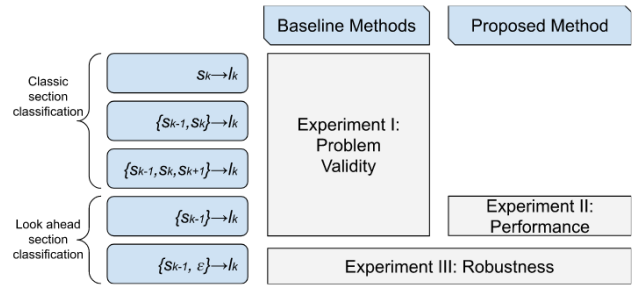 Baseline Methods
Proposed Method
Classic
section
classification
sk→lk
{sk-1,sk}→lk
{sk-1,sk,sk+1}→lk
Experiment I:
Problem
Validity
Look ahead
section
classification
{sk-1}→lk
{sk-1, ε}→lk
Experiment II:
Performance
Experiment III: Robustness